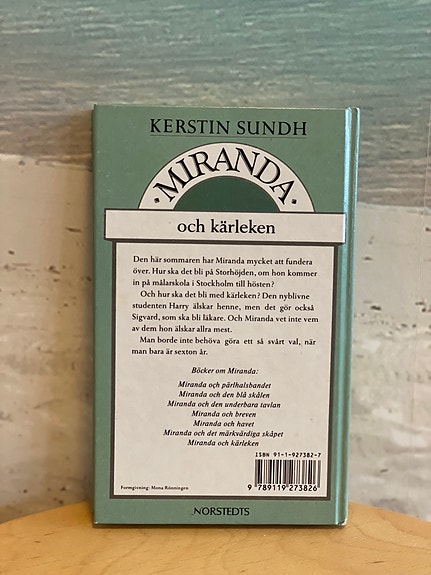 KERSTIN SUNDH
·MIRANDA·
och kärleken
Den här sommaren har Miranda mycket att fundera
över. Hur ska det bli på Storhöjden, om hon kommer
in på målarskola i Stockholm till hösten?
Och hur ska det bli med kärleken? Den nyblivne
studenten Harry älskar henne, men det gör också
Sigvard, som ska bli läkare. Och Miranda vet inte vem
av dem hon älskar allra mest.
Man borde inte behöva göra ett så svårt val, när
man bara är sexton år.
Böcker om Miranda:
Miranda och pärlhalsbandet
Miranda och den blå skålen
Miranda och den underbara tavlan
Miranda och breven
Miranda och havet
Miranda och det märkvärdiga skåpet
Miranda och kärleken
ISBN 91-1-927382-7
9 789119 273826
Formgivning: Mona Rönningen
NORSTEDTS